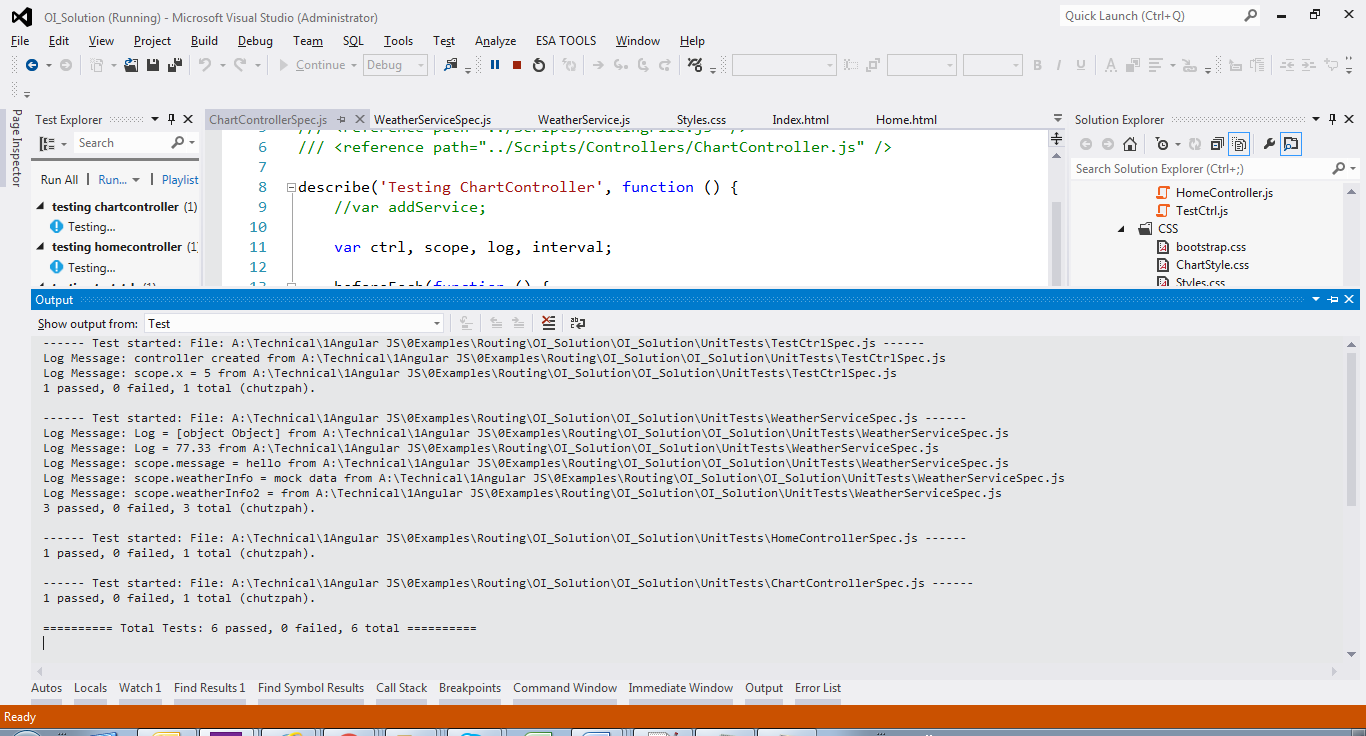 OI_Solution (Running) - Microsoft Visual Studio (Administrator)
Quick Launch (Ctrl+Q)
File Edit View Project Build Debug Team SQL Tools Test Analyze ESA TOOLS Window Help
Continue Debug
B I U A
Page Inspector
Test Explorer
Search
Run All | Run... | Playlist
testing chartcontroller (1)
Testing...
testing homecontroller (1)
Testing...
ChartControllerSpec.js WeatherServiceSpec.js WeatherService.js Styles.css Index.html Home.html
5 /// <reference path="../Scripts/RoutingFile.js" />
6 /// <reference path="../Scripts/Controllers/ChartController.js" />
7
8 describe('Testing ChartController', function () {
9 //var addService;
10
11 var ctrl, scope, log, interval;
12
13 beforeEach(function () {
Solution Explorer
Search Solution Explorer (Ctrl+;)
HomeController.js
TestCtrl.js
CSS
bootstrap.css
ChartStyle.css
Styles.css
Output
Show output from: Test
------ Test started: File: A:\Technical\1Angular JS\0Examples\Routing\OI_Solution\OI_Solution\UnitTests\TestCtrlSpec.js ------
Log Message: controller created from A:\Technical\1Angular JS\0Examples\Routing\OI_Solution\OI_Solution\UnitTests\TestCtrlSpec.js
Log Message: scope.x = 5 from A:\Technical\1Angular JS\0Examples\Routing\OI_Solution\OI_Solution\UnitTests\TestCtrlSpec.js
1 passed, 0 failed, 1 total (chutzpah).
------ Test started: File: A:\Technical\1Angular JS\0Examples\Routing\OI_Solution\OI_Solution\UnitTests\WeatherServiceSpec.js ------
Log Message: Log = [object Object] from A:\Technical\1Angular JS\0Examples\Routing\OI_Solution\OI_Solution\UnitTests\WeatherServiceSpec.js
Log Message: Log = 77.33 from A:\Technical\1Angular JS\0Examples\Routing\OI_Solution\OI_Solution\UnitTests\WeatherServiceSpec.js
Log Message: scope.message = hello from A:\Technical\1Angular JS\0Examples\Routing\OI_Solution\OI_Solution\UnitTests\WeatherServiceSpec.js
Log Message: scope.weatherInfo = mock data from A:\Technical\1Angular JS\0Examples\Routing\OI_Solution\OI_Solution\UnitTests\WeatherServiceSpec.js
Log Message: scope.weatherInfo2 = from A:\Technical\1Angular JS\0Examples\Routing\OI_Solution\OI_Solution\UnitTests\WeatherServiceSpec.js
3 passed, 0 failed, 3 total (chutzpah).
------ Test started: File: A:\Technical\1Angular JS\0Examples\Routing\OI_Solution\OI_Solution\UnitTests\HomeControllerSpec.js ------
1 passed, 0 failed, 1 total (chutzpah).
------ Test started: File: A:\Technical\1Angular JS\0Examples\Routing\OI_Solution\OI_Solution\UnitTests\ChartControllerSpec.js ------
1 passed, 0 failed, 1 total (chutzpah).
========== Total Tests: 6 passed, 0 failed, 6 total ==========
Autos Locals Watch 1 Find Results 1 Find Symbol Results Call Stack Breakpoints Command Window Immediate Window Output Error List
Ready